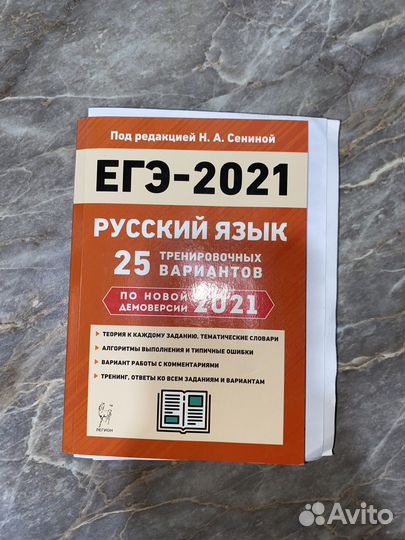 Под редакцией Н. А. Сениной
ЕГЭ-2021
РУССКИЙ ЯЗЫК
25 ТРЕНИРОВОЧНЫХ
ВАРИАНТОВ
ПО НОВОЙ
ДЕМОВЕРСИИ 2021
• ТЕОРИЯ К КАЖДОМУ ЗАДАНИЮ, ТЕМАТИЧЕСКИЕ СЛОВАРИ
• АЛГОРИТМЫ ВЫПОЛНЕНИЯ И ТИПИЧНЫЕ ОШИБКИ
• ВАРИАНТ РАБОТЫ С КОММЕНТАРИЯМИ
• ТРЕНИНГ, ОТВЕТЫ КО ВСЕМ ЗАДАНИЯМ И ВАРИАНТАМ
ЛЕГИОН
Avito